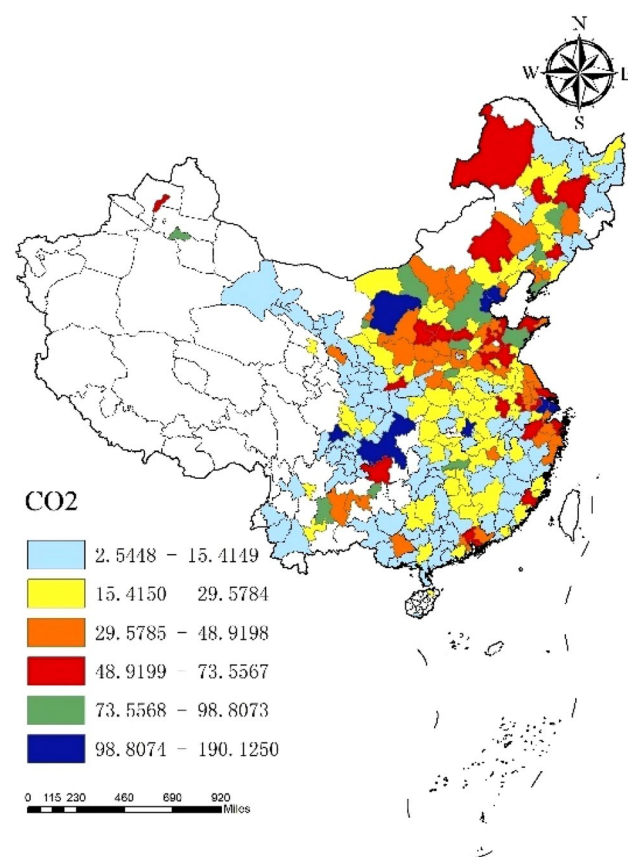 N
W
E
S
CO2
2.5448 - 15.4149
15.4150 29.5784
29.5785 - 48.9198
48.9199 - 73.5567
73.5568 - 98.8073
98.8074 - 190.1250
0 115 230 460 690 920
Miles